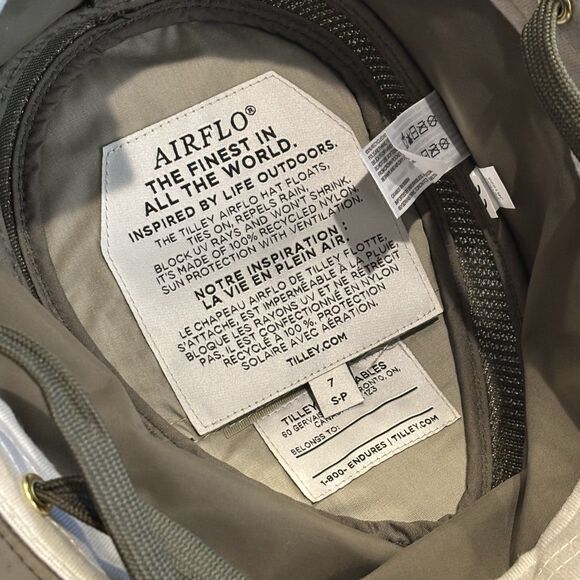 AIRFLO®
THE FINEST IN
ALL THE WORLD.
INSPIRED BY LIFE OUTDOORS.
THE TILLEY AIRFLO HAT FLOATS,
TIES ON, REPELS RAIN,
BLOCK UV RAYS AND WON'T SHRINK.
IT'S MADE OF 100% RECYCLED NYLON.
SUN PROTECTION WITH VENTILATION.
NOTRE INSPIRATION :
LA VIE EN PLEIN AIR.
LE CHAPEAU AIRFLO DE TILLEY FLOTTE,
S'ATTACHE, EST IMPERMÉABLE À LA PLUIE
BLOQUE LES RAYONS UV ET NE RÉTRÉCIT
PAS. IL EST CONFECTIONNÉ EN NYLON
RECYCLÉ À 100 %. PROTECTION
SOLAIRE AVEC AÉRATION.
TILLEY.COM
7
S-P
TILLEY
60 GERVAI
BELONGS TO:
1-800- ENDURES | TILLEY.COM